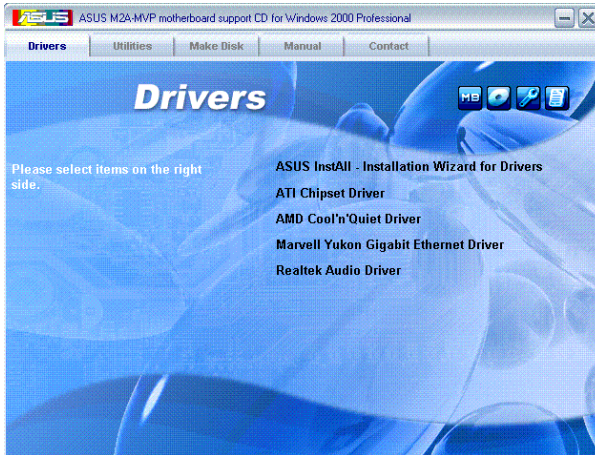 ASUS ASUS M2A-MVP motherboard support CD for Windows 2000 Professional
Drivers Utilities Make Disk Manual Contact
Drivers
MB
Please select items on the right
side.
ASUS InstAll - Installation Wizard for Drivers
ATI Chipset Driver
AMD Cool'n'Quiet Driver
Marvell Yukon Gigabit Ethernet Driver
Realtek Audio Driver